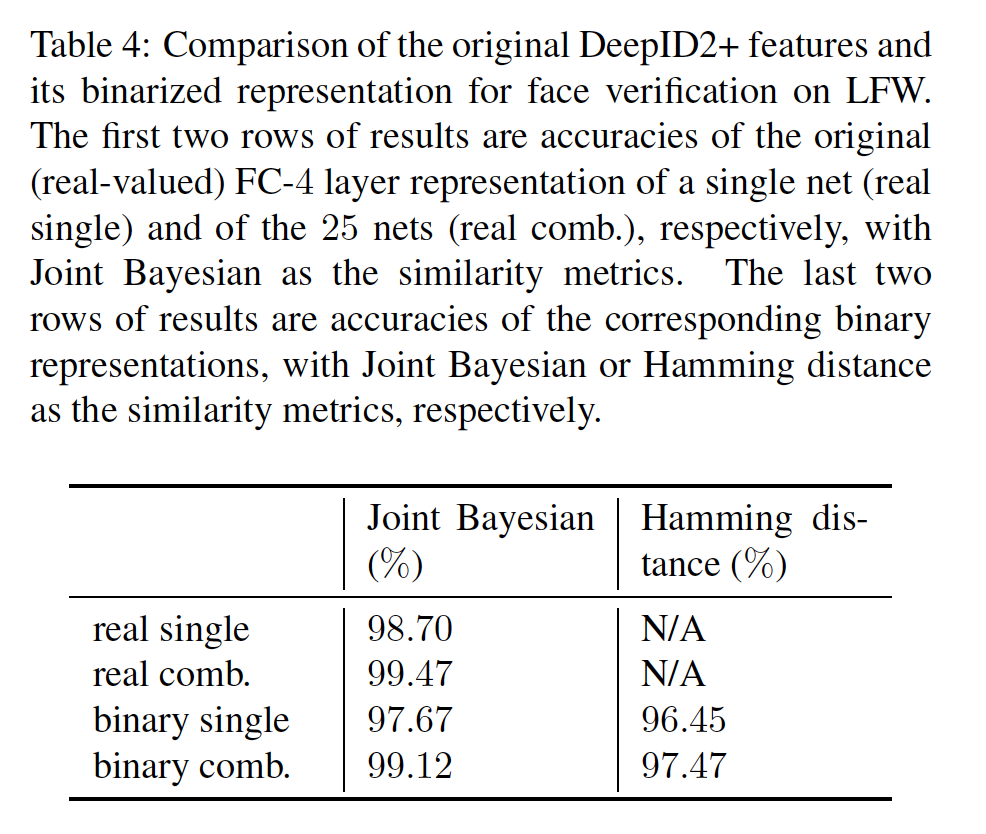 Table 4: Comparison of the original DeepID2+ features and
its binarized representation for face verification on LFW.
The first two rows of results are accuracies of the original
(real-valued) FC-4 layer representation of a single net (real
single) and of the 25 nets (real comb.), respectively, with
Joint Bayesian as the similarity metrics. The last two
rows of results are accuracies of the corresponding binary
representations, with Joint Bayesian or Hamming distance
as the similarity metrics, respectively.
Joint Bayesian Hamming dis-
(%) tance (%)
real single 98.70 N/A
real comb. 99.47 N/A
binary single 97.67 96.45
binary comb. 99.12 97.47